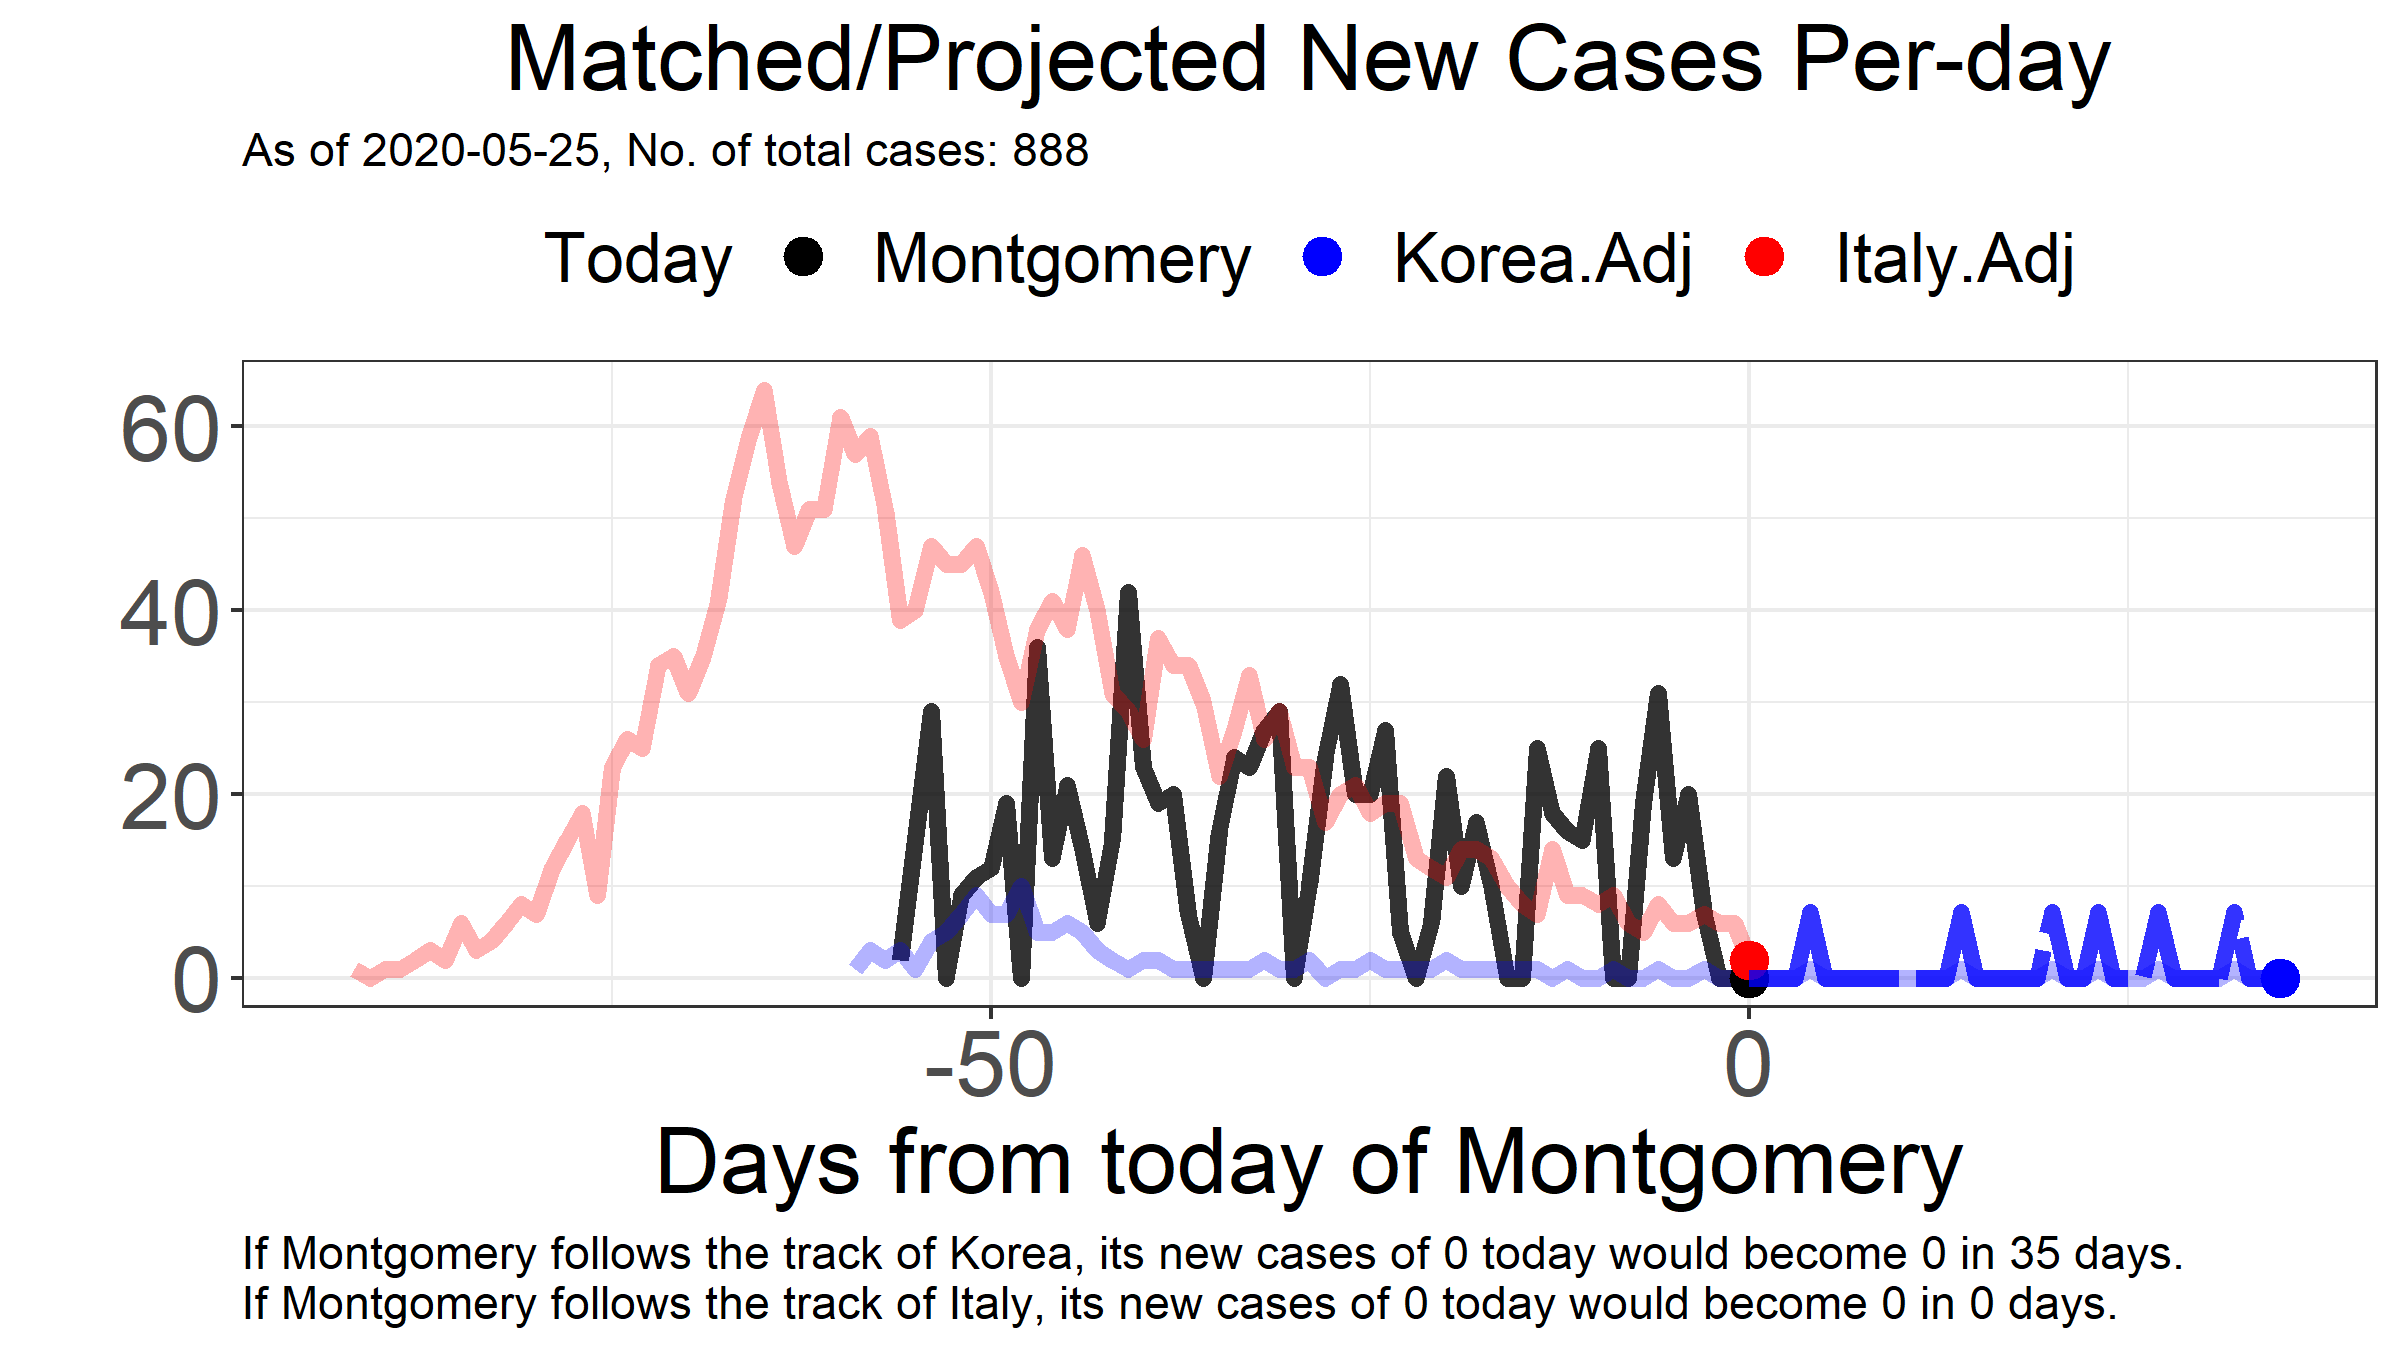 Matched/Projected New Cases Per-day
As of 2020-05-25, No. of total cases: 888
Today Montgomery Korea.Adj Italy.Adj
60
40
20
0
-50 0
Days from today of Montgomery
If Montgomery follows the track of Korea, its new cases of 0 today would become 0 in 35 days.
If Montgomery follows the track of Italy, its new cases of 0 today would become 0 in 0 days.